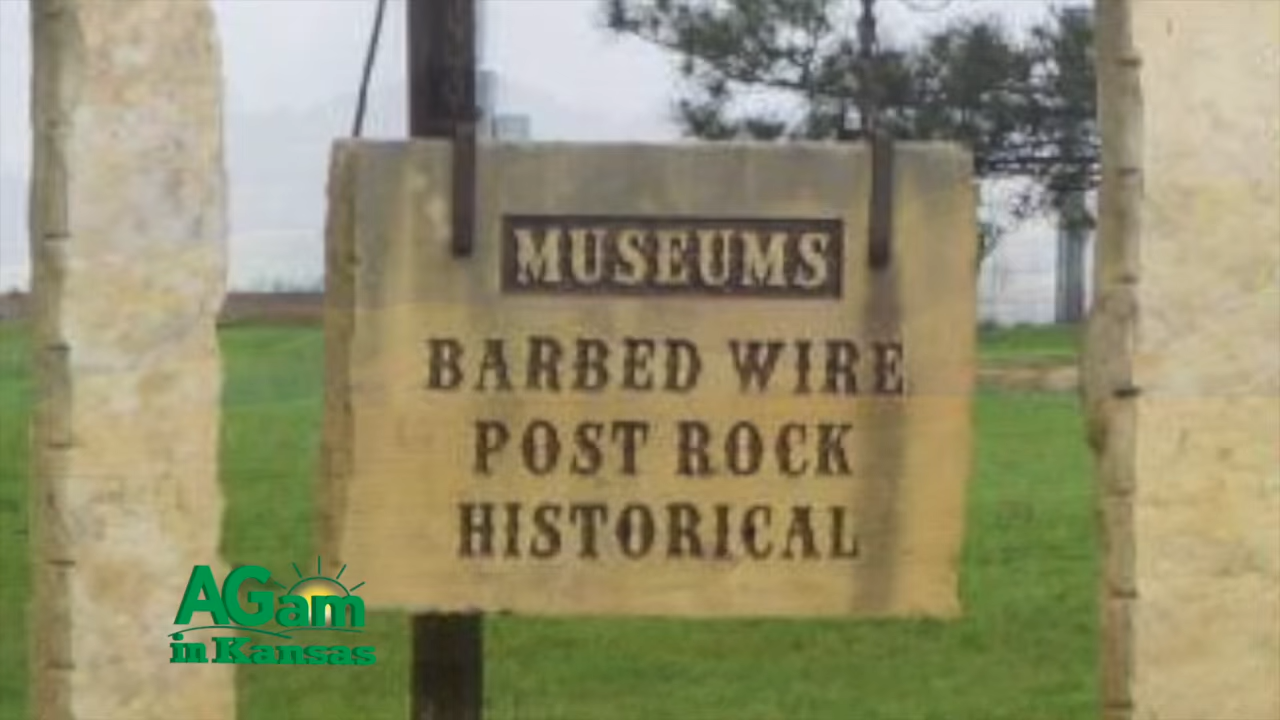 MUSEUMS
BARBED WIRE
POST ROCK
HISTORICAL
AGam
in Kansas